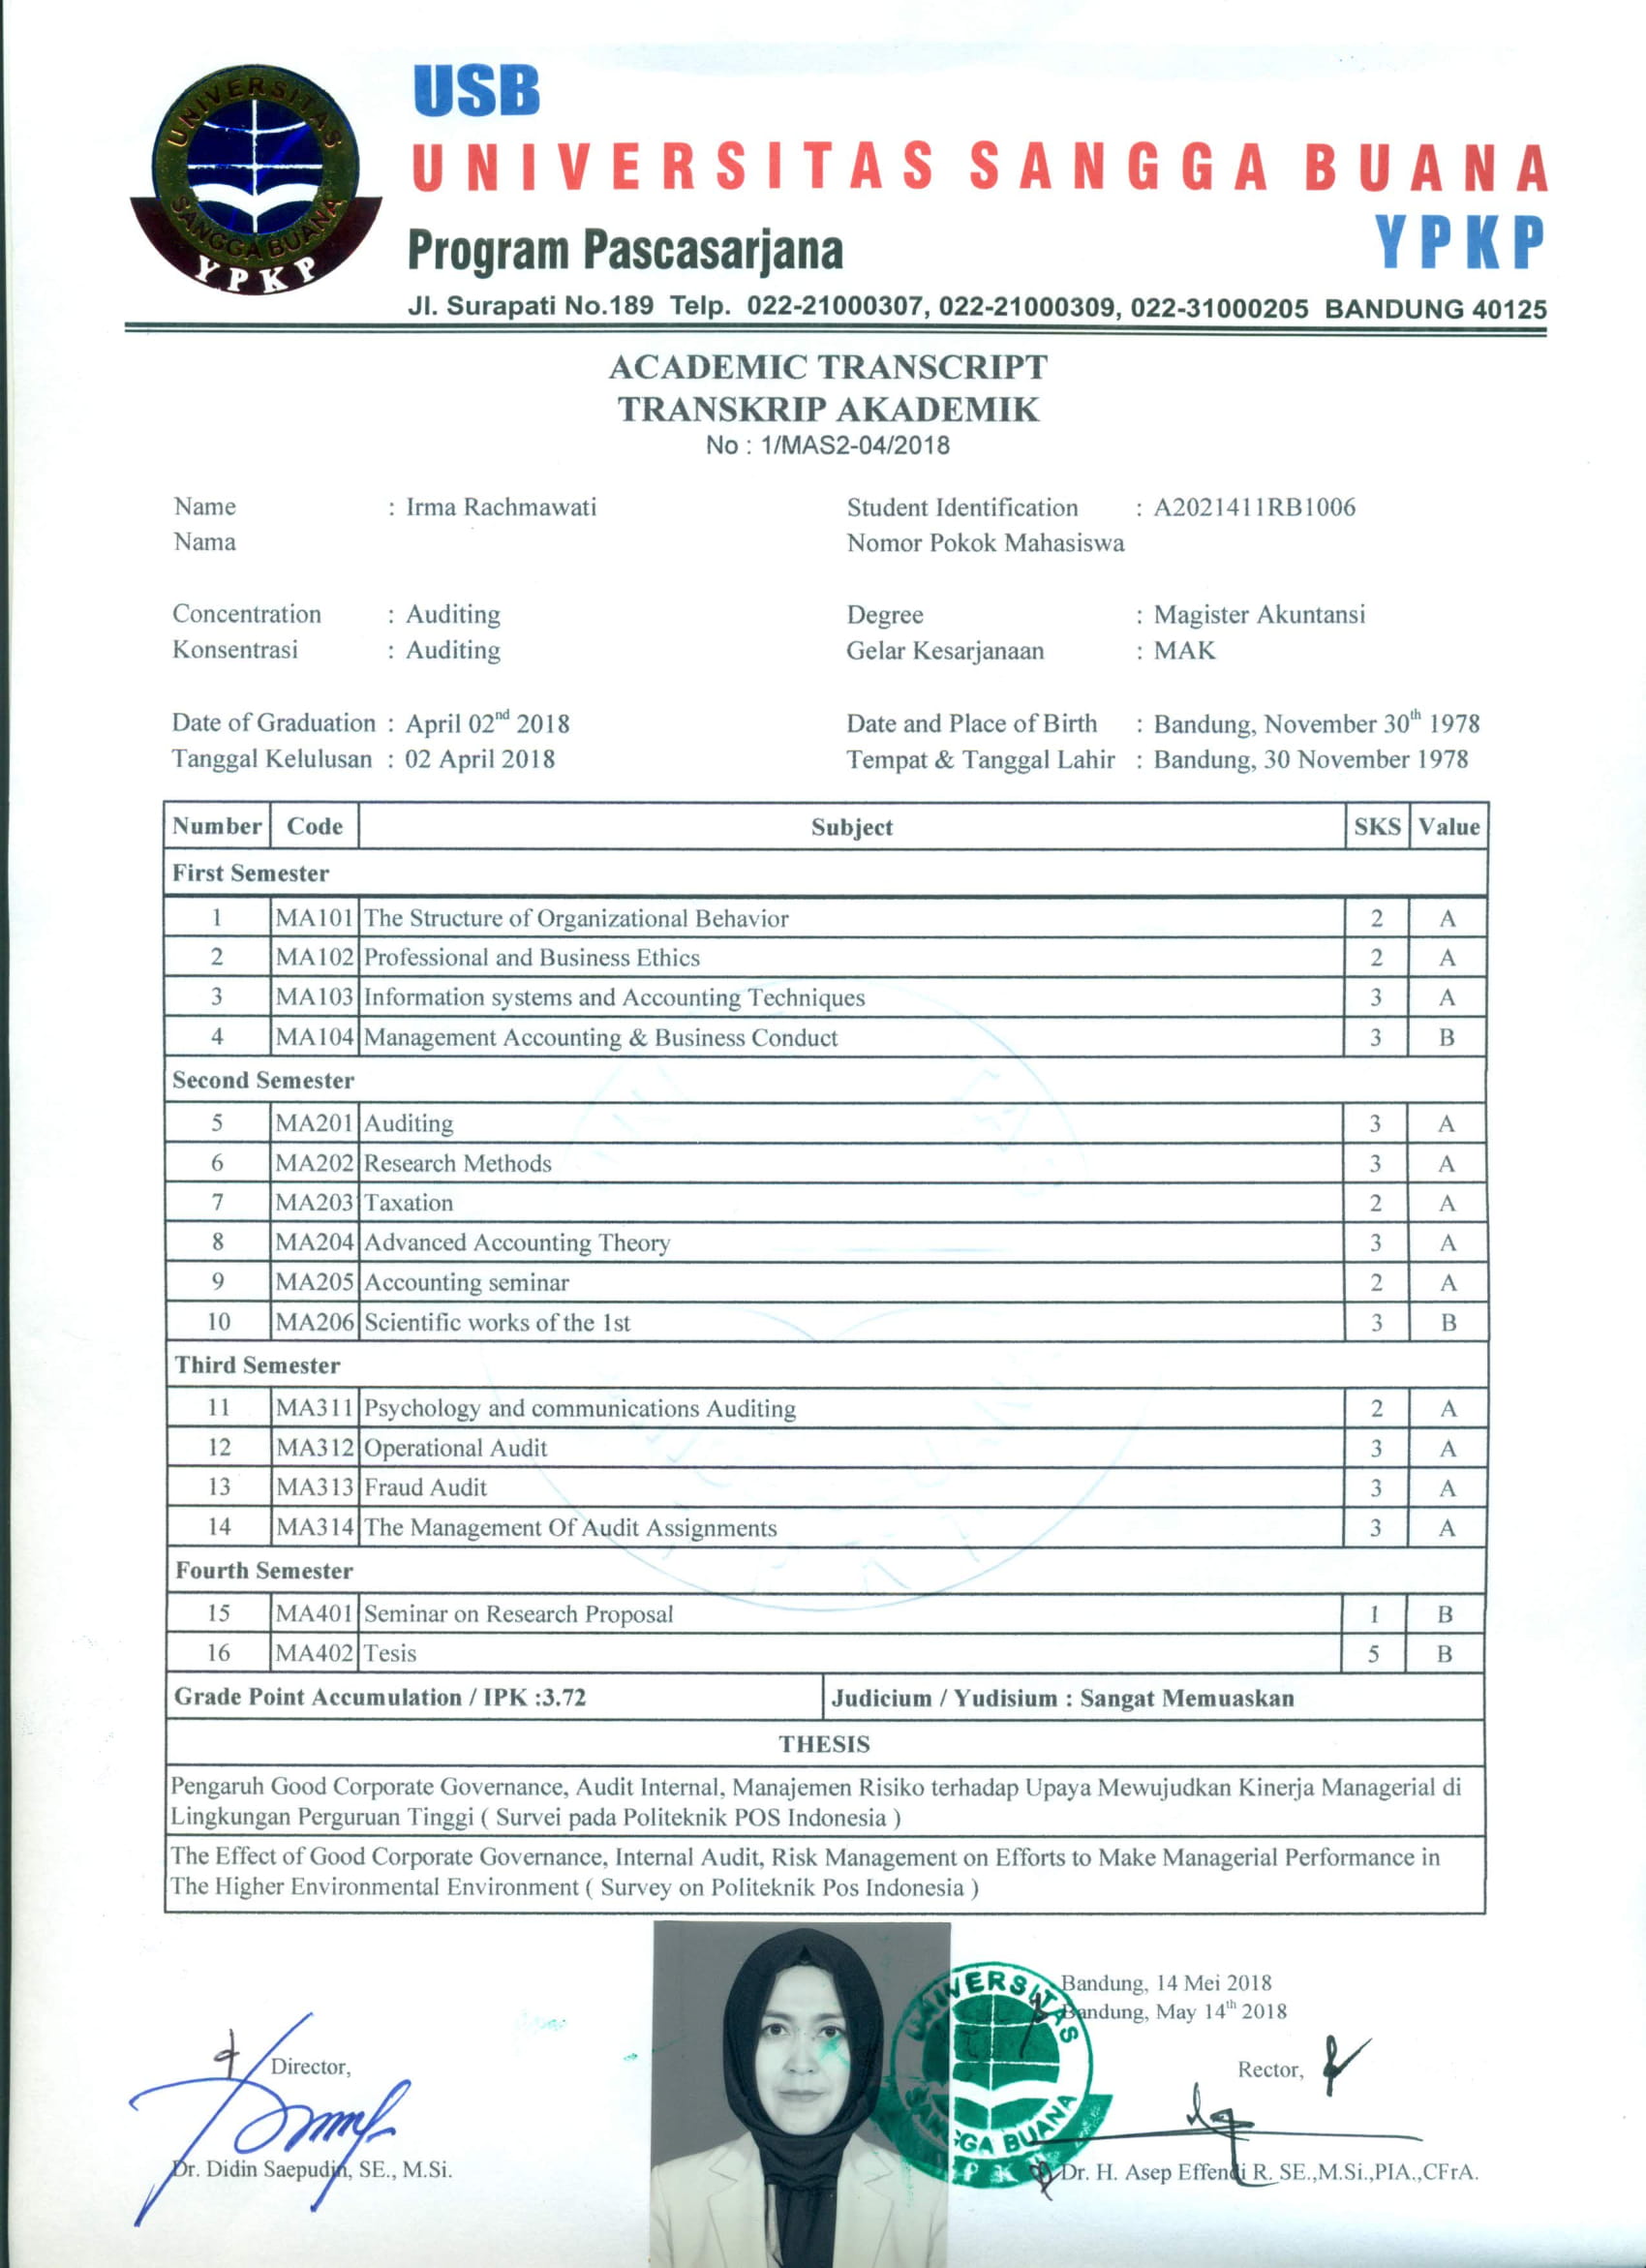 UNIVERSITAS
SANGGA BUANA
YPKP
USB
UNIVERSITAS SANGGA BUANA
YPKP
Program Pascasarjana
Jl. Surapati No.189 Telp. 022-21000307, 022-21000309, 022-31000205 BANDUNG 40125
ACADEMIC TRANSCRIPT
TRANSKRIP AKADEMIK
No : 1/MAS2-04/2018
Name : Irma Rachmawati Student Identification : A2021411RB1006
Nama Nomor Pokok Mahasiswa
Concentration : Auditing Degree : Magister Akuntansi
Konsentrasi : Auditing Gelar Kesarjanaan : MAK
Date of Graduation : April 02nd 2018 Date and Place of Birth : Bandung, November 30th 1978
Tanggal Kelulusan : 02 April 2018 Tempat & Tanggal Lahir : Bandung, 30 November 1978
Number Code Subject SKS Value
First Semester
1 MA101 The Structure of Organizational Behavior 2 A
2 MA102 Professional and Business Ethics 2 A
3 MA103 Information systems and Accounting Techniques 3 A
4 MA104 Management Accounting & Business Conduct 3 B
Second Semester
5 MA201 Auditing 3 A
6 MA202 Research Methods 3 A
7 MA203 Taxation 2 A
8 MA204 Advanced Accounting Theory 3 A
9 MA205 Accounting seminar 2 A
10 MA206 Scientific works of the 1st 3 B
Third Semester
11 MA311 Psychology and communications Auditing 2 A
12 MA312 Operational Audit 3 A
13 MA313 Fraud Audit 3 A
14 MA314 The Management Of Audit Assignments 3 A
Fourth Semester
15 MA401 Seminar on Research Proposal 1 B
16 MA402 Tesis 5 B
Grade Point Accumulation / IPK :3.72 Judicium / Yudisium : Sangat Memuaskan
THESIS
Pengaruh Good Corporate Governance, Audit Internal, Manajemen Risiko terhadap Upaya Mewujudkan Kinerja Managerial di
Lingkungan Perguruan Tinggi ( Survei pada Politeknik POS Indonesia )
The Effect of Good Corporate Governance, Internal Audit, Risk Management on Efforts to Make Managerial Performance in
The Higher Environmental Environment ( Survey on Politeknik Pos Indonesia )
Bandung, 14 Mei 2018
Bandung, May 14th 2018
Director, Rector,
Dr. Didin Saepudin, SE., M.Si. Dr. H. Asep Effendi R. SE.,M.Si.,PIA.,CFrA.